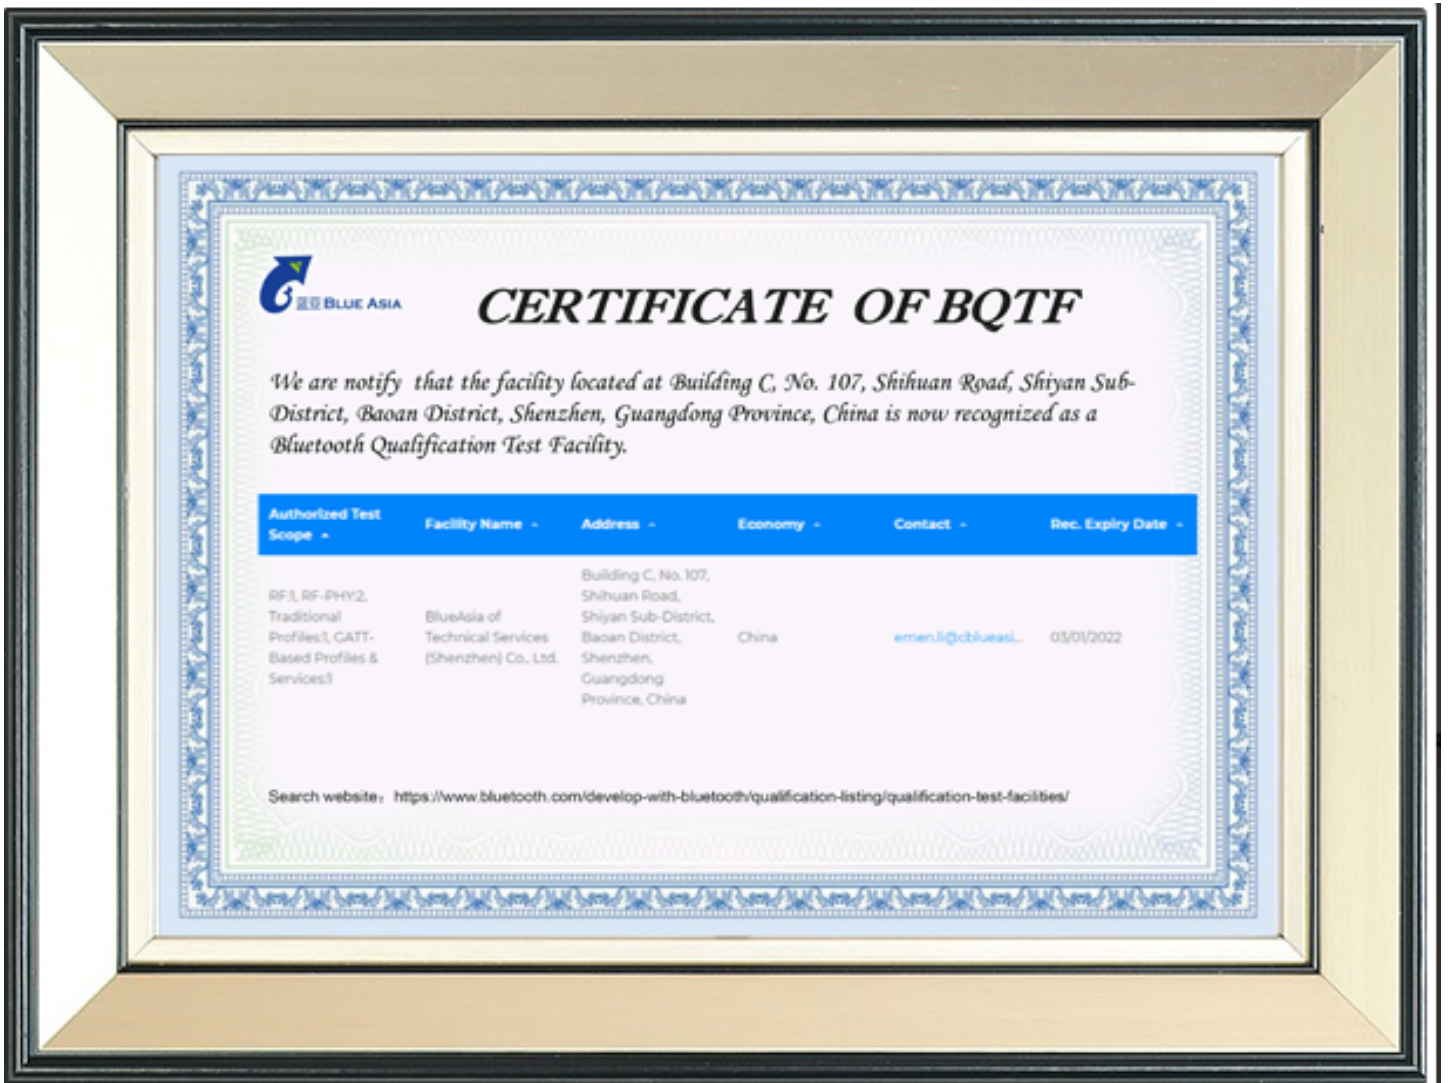 蓝亚 BLUE ASIA
CERTIFICATE OF BQTF
We are notify that the facility located at Building C, No. 107, Shihuan Road, Shiyan Sub-
District, Baoan District, Shenzhen, Guangdong Province, China is now recognized as a
Bluetooth Qualification Test Facility.
Authorized Test
Scope
Facility Name
Address
Economy
Contact
Rec. Expiry Date
RF:1, RF-PHY:2,
Traditional
Profiles:1, GATT-
Based Profiles &
Services:1
BlueAsia of
Technical Services
(Shenzhen) Co., Ltd.
Building C, No. 107,
Shihuan Road,
Shiyan Sub-District,
Baoan District,
Shenzhen,
Guangdong
Province, China
China
emen.li@cblueasi...
03/01/2022
Search website：https://www.bluetooth.com/develop-with-bluetooth/qualification-listing/qualification-test-facilities/